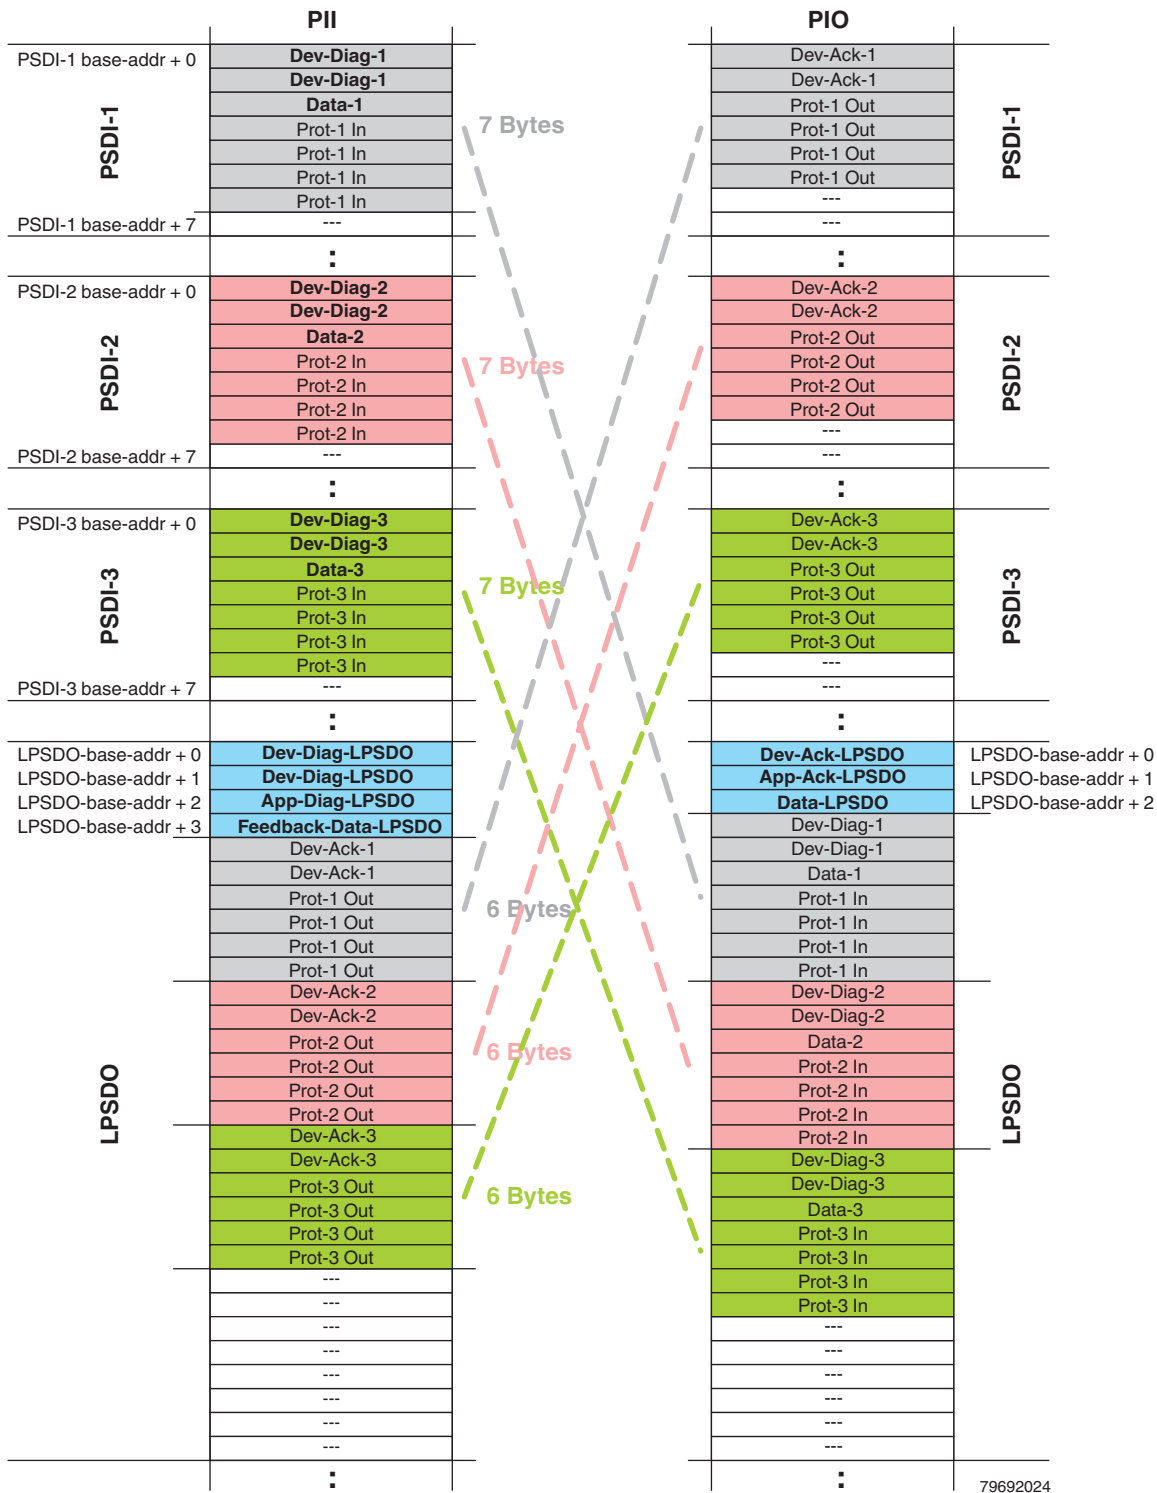 PII PIO
PSDI-1 base-addr + 0 Dev-Diag-1 Dev-Ack-1
Dev-Diag-1 Dev-Ack-1
Data-1 Prot-1 Out
PSDI-1 Prot-1 In 7 Bytes Prot-1 Out PSDI-1
Prot-1 In Prot-1 Out
Prot-1 In Prot-1 Out
Prot-1 In ---
PSDI-1 base-addr + 7 --- ---
: :
PSDI-2 base-addr + 0 Dev-Diag-2 Dev-Ack-2
Dev-Diag-2 Dev-Ack-2
Data-2 Prot-2 Out
PSDI-2 Prot-2 In 7 Bytes Prot-2 Out PSDI-2
Prot-2 In Prot-2 Out
Prot-2 In Prot-2 Out
Prot-2 In ---
PSDI-2 base-addr + 7 --- ---
: :
PSDI-3 base-addr + 0 Dev-Diag-3 Dev-Ack-3
Dev-Diag-3 Dev-Ack-3
Data-3 Prot-3 Out
PSDI-3 Prot-3 In 7 Bytes Prot-3 Out PSDI-3
Prot-3 In Prot-3 Out
Prot-3 In Prot-3 Out
Prot-3 In ---
PSDI-3 base-addr + 7 --- ---
: :
LPSDO-base-addr + 0 Dev-Diag-LPSDO Dev-Ack-LPSDO LPSDO-base-addr + 0
LPSDO-base-addr + 1 Dev-Diag-LPSDO App-Ack-LPSDO LPSDO-base-addr + 1
LPSDO-base-addr + 2 App-Diag-LPSDO Data-LPSDO LPSDO-base-addr + 2
LPSDO-base-addr + 3 Feedback-Data-LPSDO Dev-Diag-1
Dev-Ack-1 Dev-Diag-1
Dev-Ack-1 Data-1
Prot-1 Out Prot-1 In
Prot-1 Out 6 Bytes Prot-1 In
Prot-1 Out Prot-1 In
Prot-1 Out Prot-1 In
Dev-Ack-2 Dev-Diag-2
Dev-Ack-2 Dev-Diag-2
Prot-2 Out 6 Bytes Data-2
Prot-2 Out Prot-2 In
LPSDO Prot-2 Out Prot-2 In LPSDO
Prot-2 Out Prot-2 In
Dev-Ack-3 Prot-2 In
Dev-Ack-3 Dev-Diag-3
Prot-3 Out 6 Bytes Dev-Diag-3
Prot-3 Out Data-3
Prot-3 Out Prot-3 In
Prot-3 Out Prot-3 In
--- Prot-3 In
--- Prot-3 In
--- ---
--- ---
--- ---
--- ---
--- ---
--- ---
: :
79692024